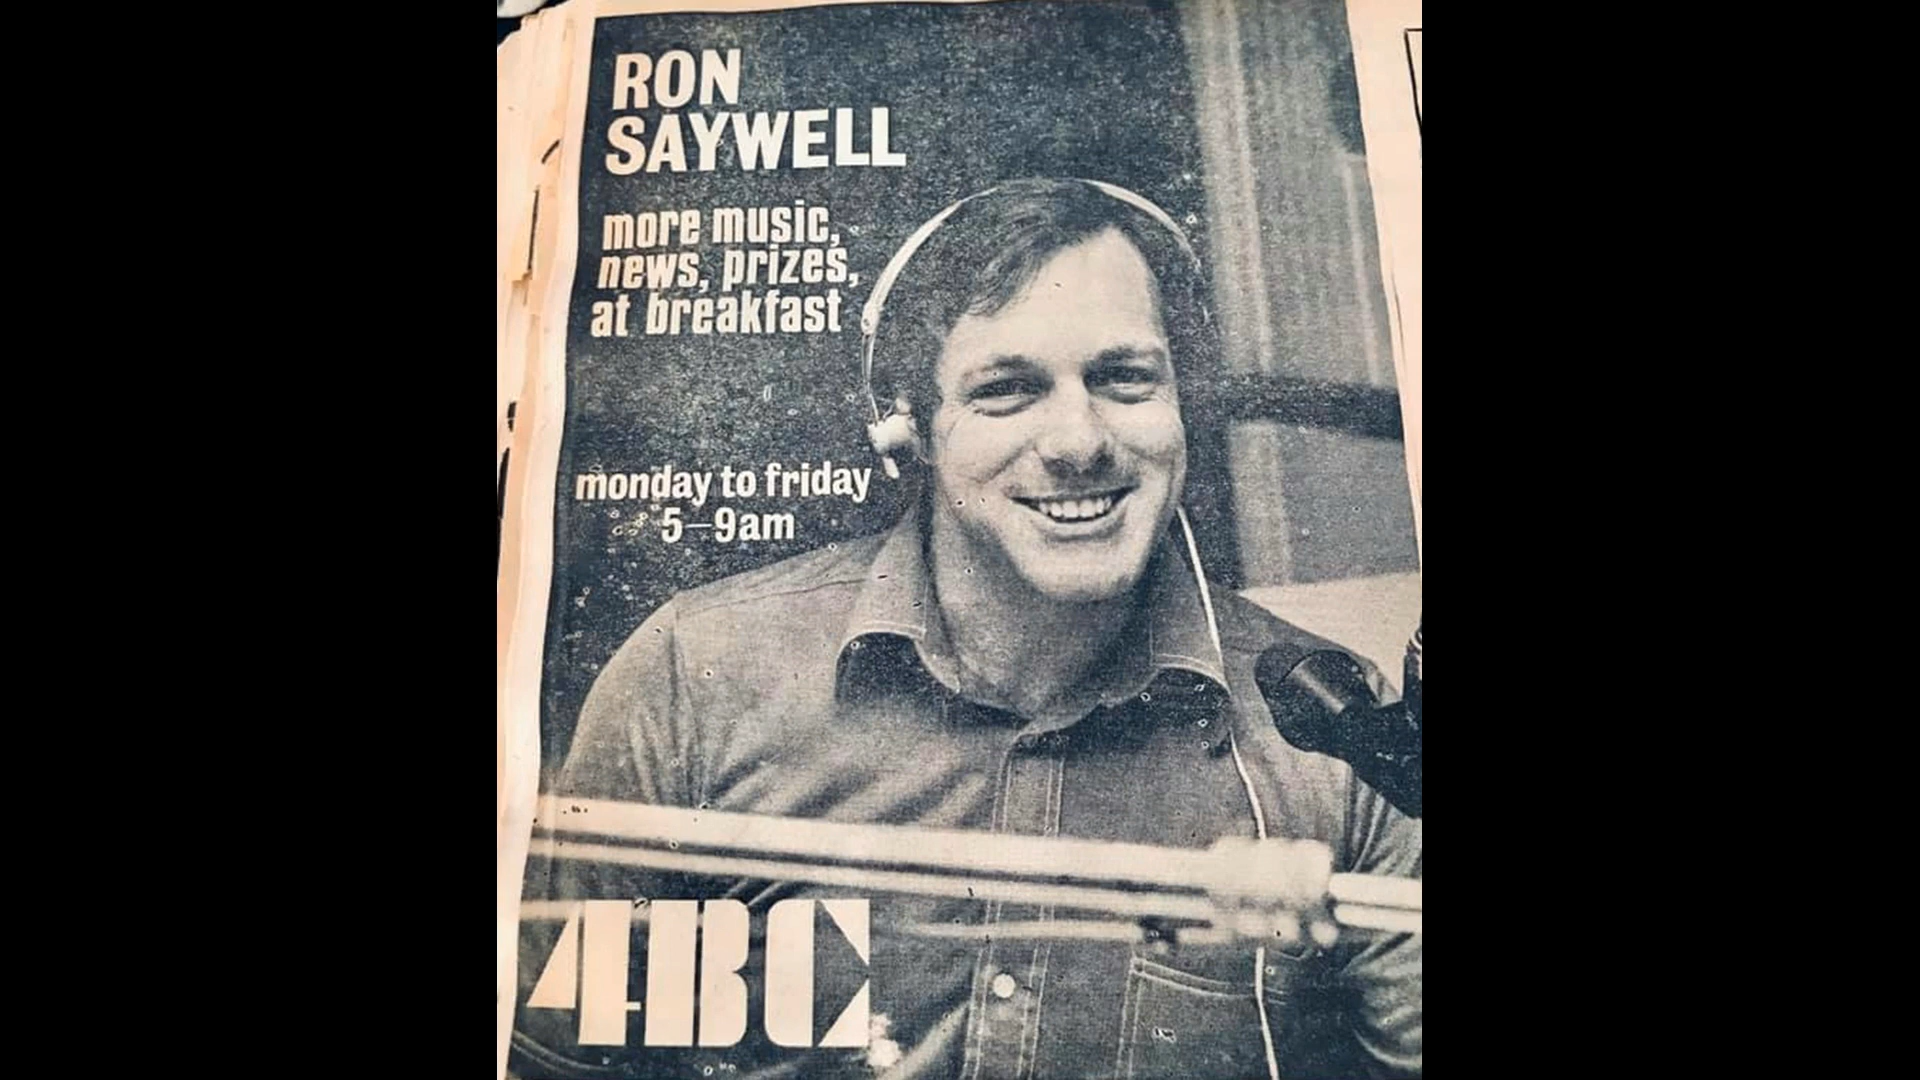 RON
SAYWELL
more music,
news, prizes,
at breakfast
monday to friday
5–9am
4BC